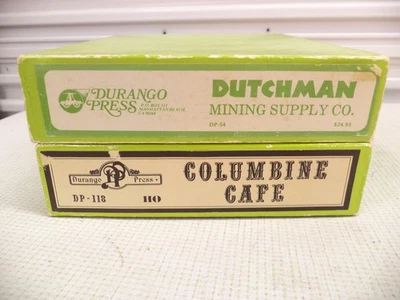 DURANGO
PRESS
DUTCHMAN
MINING SUPPLY CO.
DP-54
Durango Press
COLUMBINE
CAFE
DP-118 HO